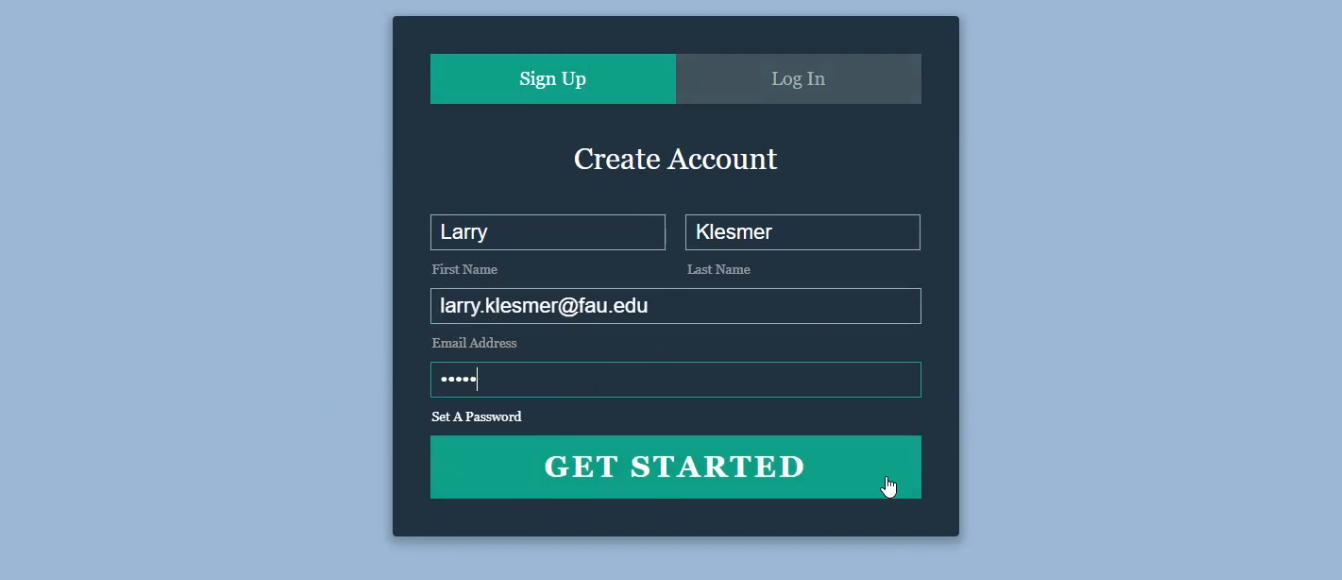 Sign Up Log In
Create Account
Larry Klesmer
First Name Last Name
larry.klesmer@fau.edu
Email Address
•••••
Set A Password
GET STARTED